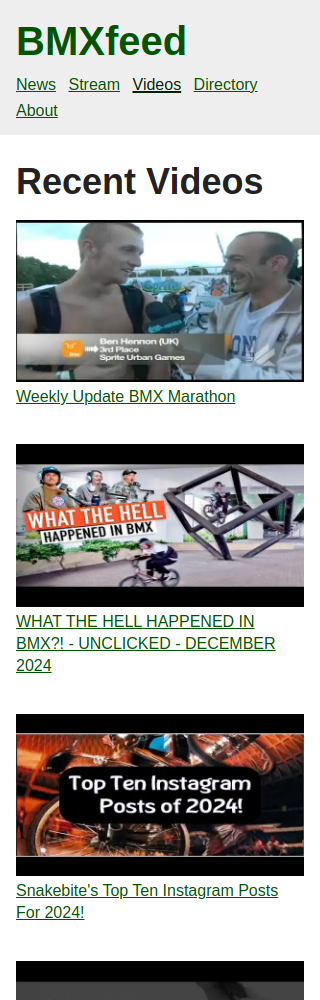 BMXfeed
News Stream Videos Directory
About
Recent Videos
Ben Hennon (UK)
3rd Place
Sprite Urban Games
Weekly Update BMX Marathon
WHAT THE HELL
HAPPENED IN BMX
WHAT THE HELL HAPPENED IN
BMX?! - UNCLICKED - DECEMBER
2024
Top Ten Instagram
Posts of 2024!
Snakebite's Top Ten Instagram Posts
For 2024!